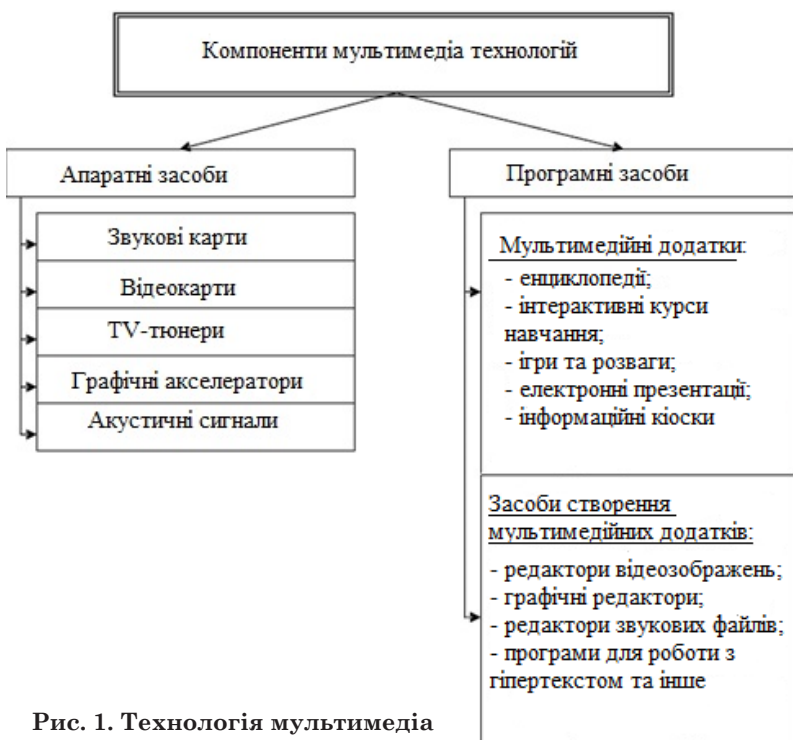 Компоненти мультимедіа технологій
Апаратні засоби
Звукові карти
Відеокарти
TV-тюнери
Графічні акселератори
Акустичні сигнали
Програмні засоби
Мультимедійні додатки:
- енциклопедії;
- інтерактивні курси
навчання;
- ігри та розваги;
- електронні презентації;
- інформаційні кіоски
Засоби створення
мультимедійних додатків:
- редактори відеозображень;
- графічні редактори;
- редактори звукових файлів;
- програми для роботи з
гіпертекстом та інше
Рис. 1. Технологія мультимедіа